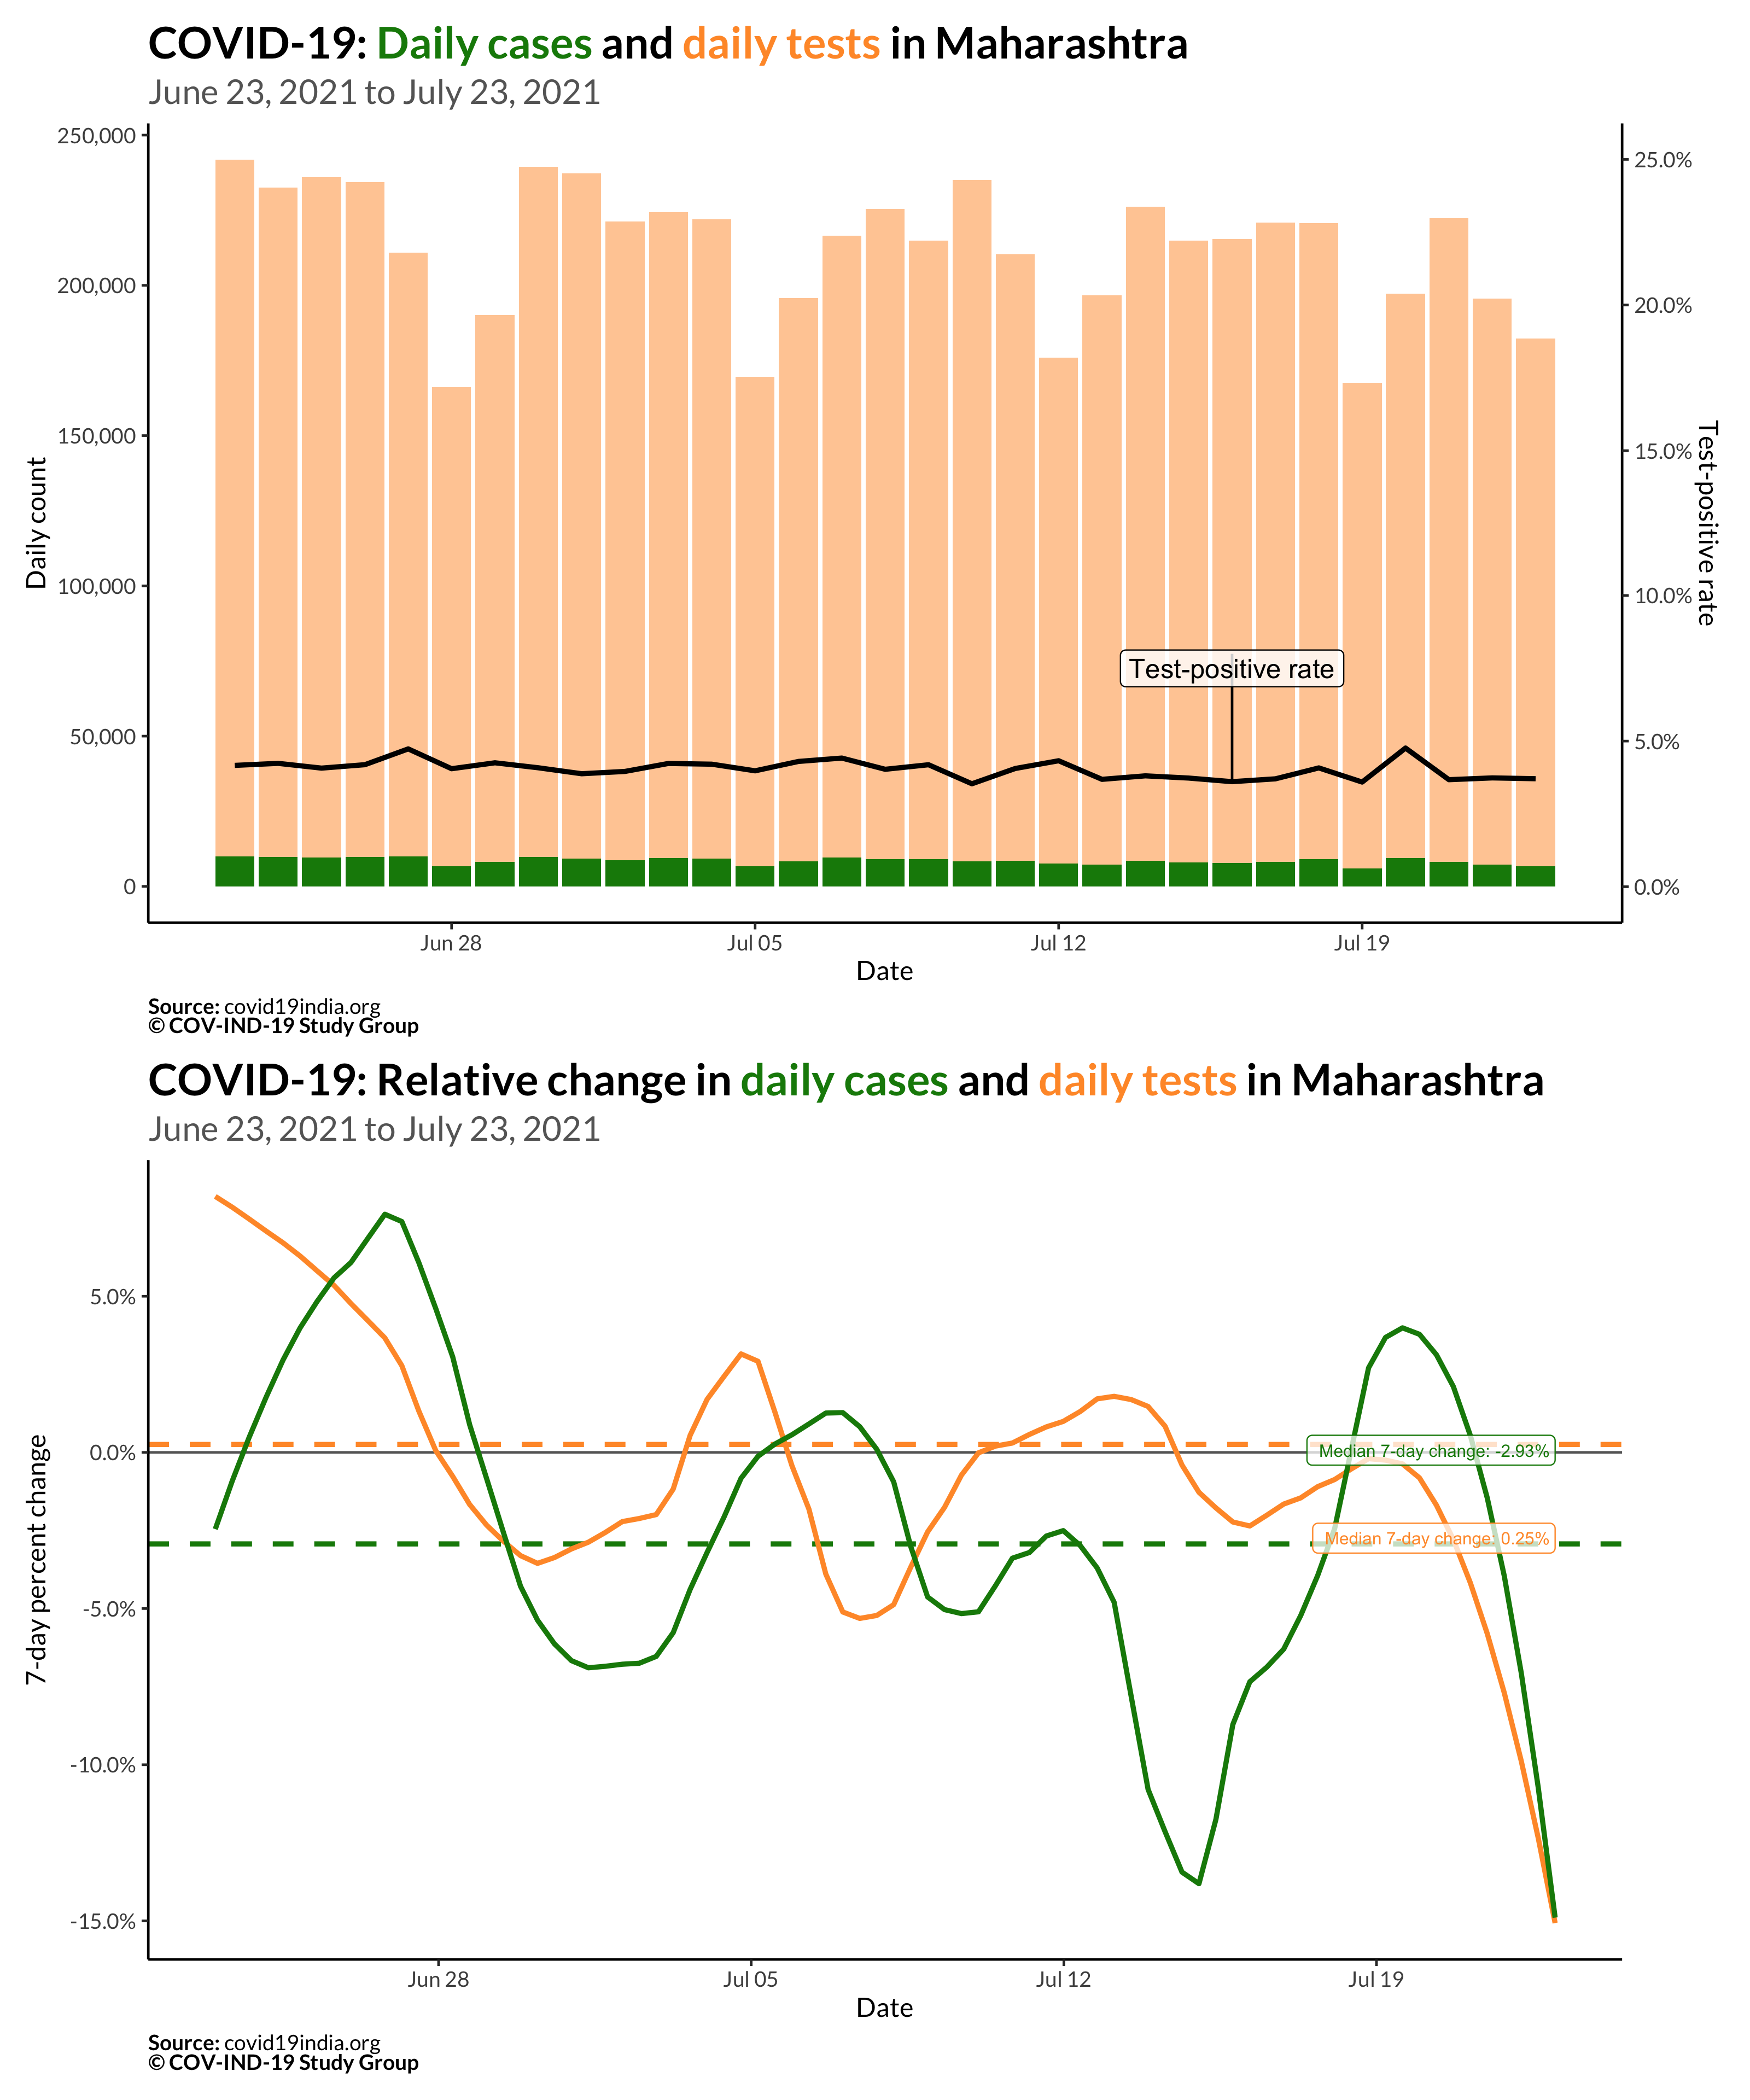 COVID-19: Daily cases and daily tests in Maharashtra
June 23, 2021 to July 23, 2021
250,000
200,000
150,000
100,000
50,000
0
Daily count
25.0%
20.0%
15.0%
10.0%
5.0%
0.0%
Test-positive rate
Test-positive rate
Jun 28
Jul 05
Jul 12
Jul 19
Date
Source: covid19india.org
© COV-IND-19 Study Group
COVID-19: Relative change in daily cases and daily tests in Maharashtra
June 23, 2021 to July 23, 2021
5.0%
0.0%
-5.0%
-10.0%
-15.0%
7-day percent change
Median 7-day change: -2.93%
Median 7-day change: 0.25%
Jun 28
Jul 05
Jul 12
Jul 19
Date
Source: covid19india.org
© COV-IND-19 Study Group